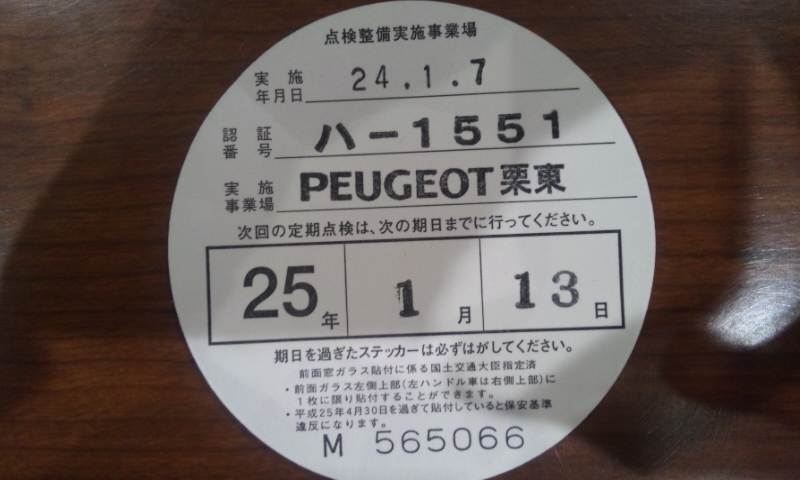 点検整備実施事業場
実施年月日 24.1.7
認証番号 ハー1551
実施事業場 PEUGEOT栗東
次回の定期点検は、次の期日までに行ってください。
25年 1月 13日
期日を過ぎたステッカーは必ずはがしてください。
前面窓ガラス貼付に係る国土交通大臣指定済
・前面ガラス左側上部(左ハンドル車は右側上部)に
1枚に限り貼付することができます。
・平成25年4月30日を過ぎて貼付していると保安基準
違反になります。
M 565066